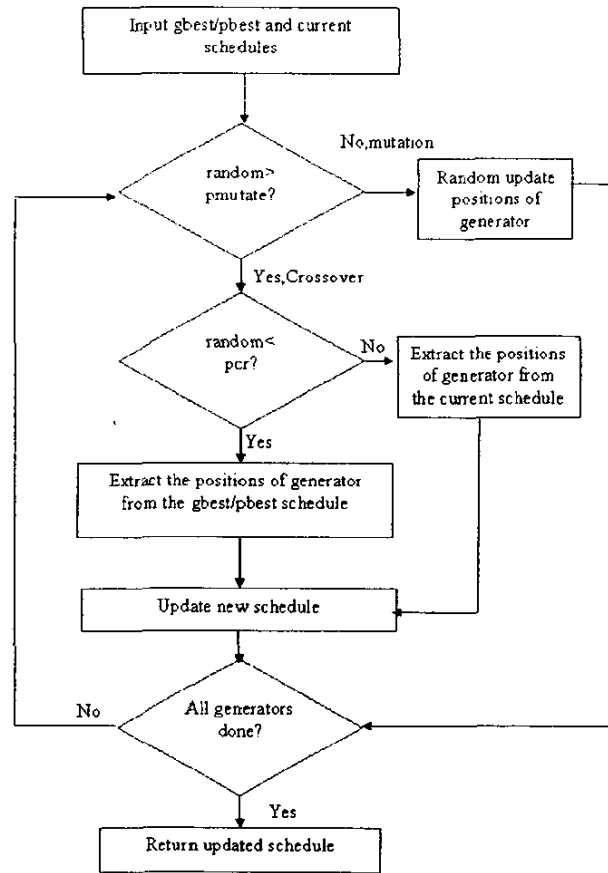 Input gbest/pbest and current
schedules
No,mutation
random>
pmutate?
Random update
positions of
generator
Yes,Crossover
random<
pcr?
No
Extract the positions
of generator from
the current schedule
Yes
Extract the positions of generator
from the gbest/pbest schedule
Update new schedule
No
All generators
done?
Yes
Return updated schedule